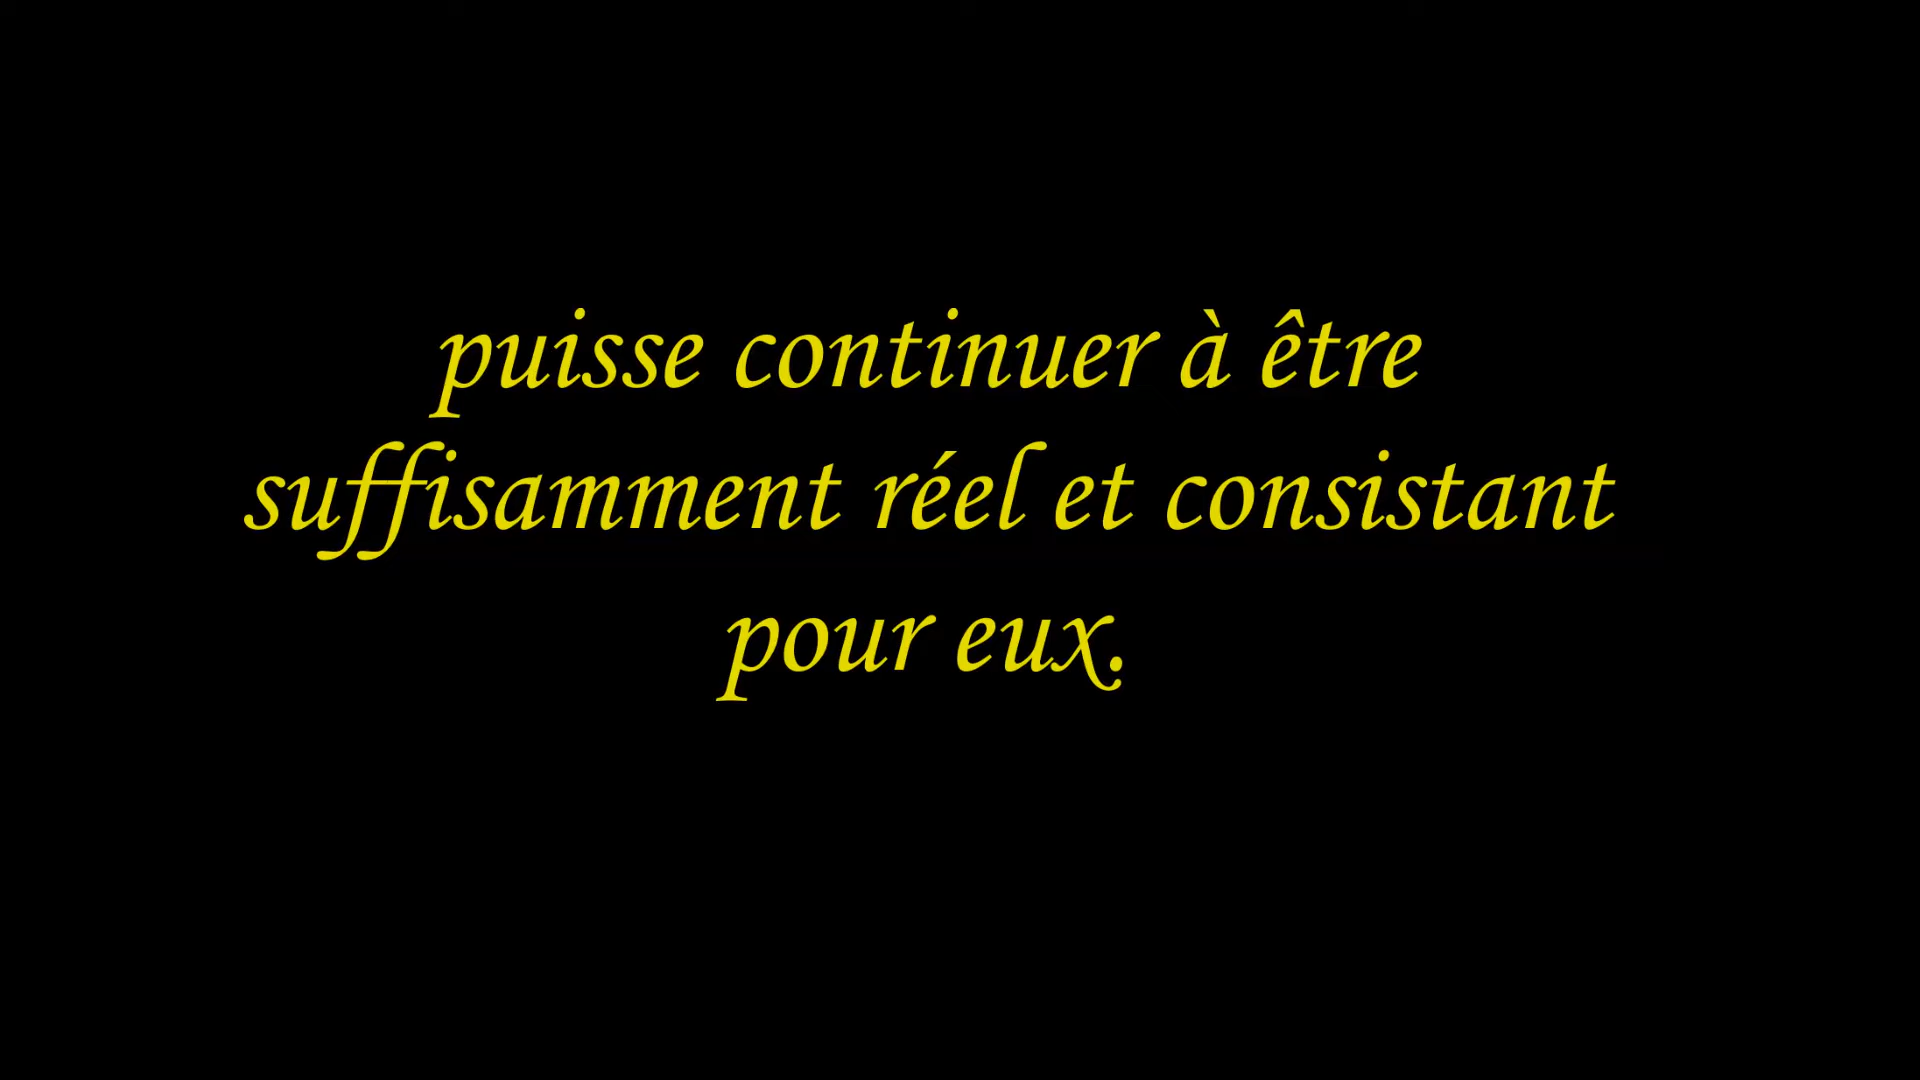 puisse continuer à être
suffisamment réel et consistant
pour eux.